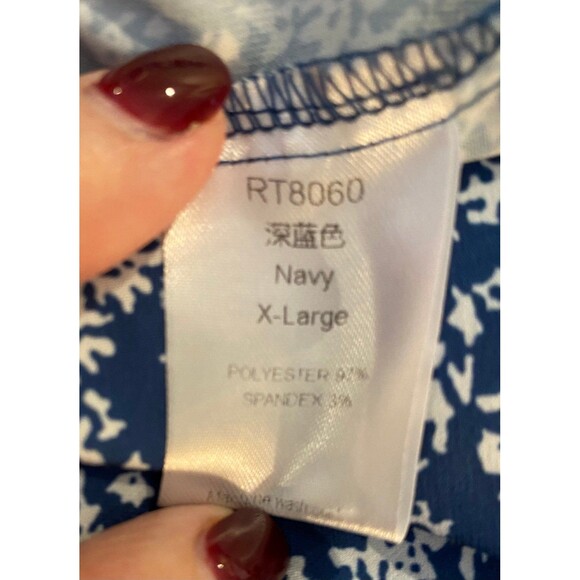 RT8060
深蓝色
Navy
X-Large
POLYESTER 97%
SPANDEX 3%